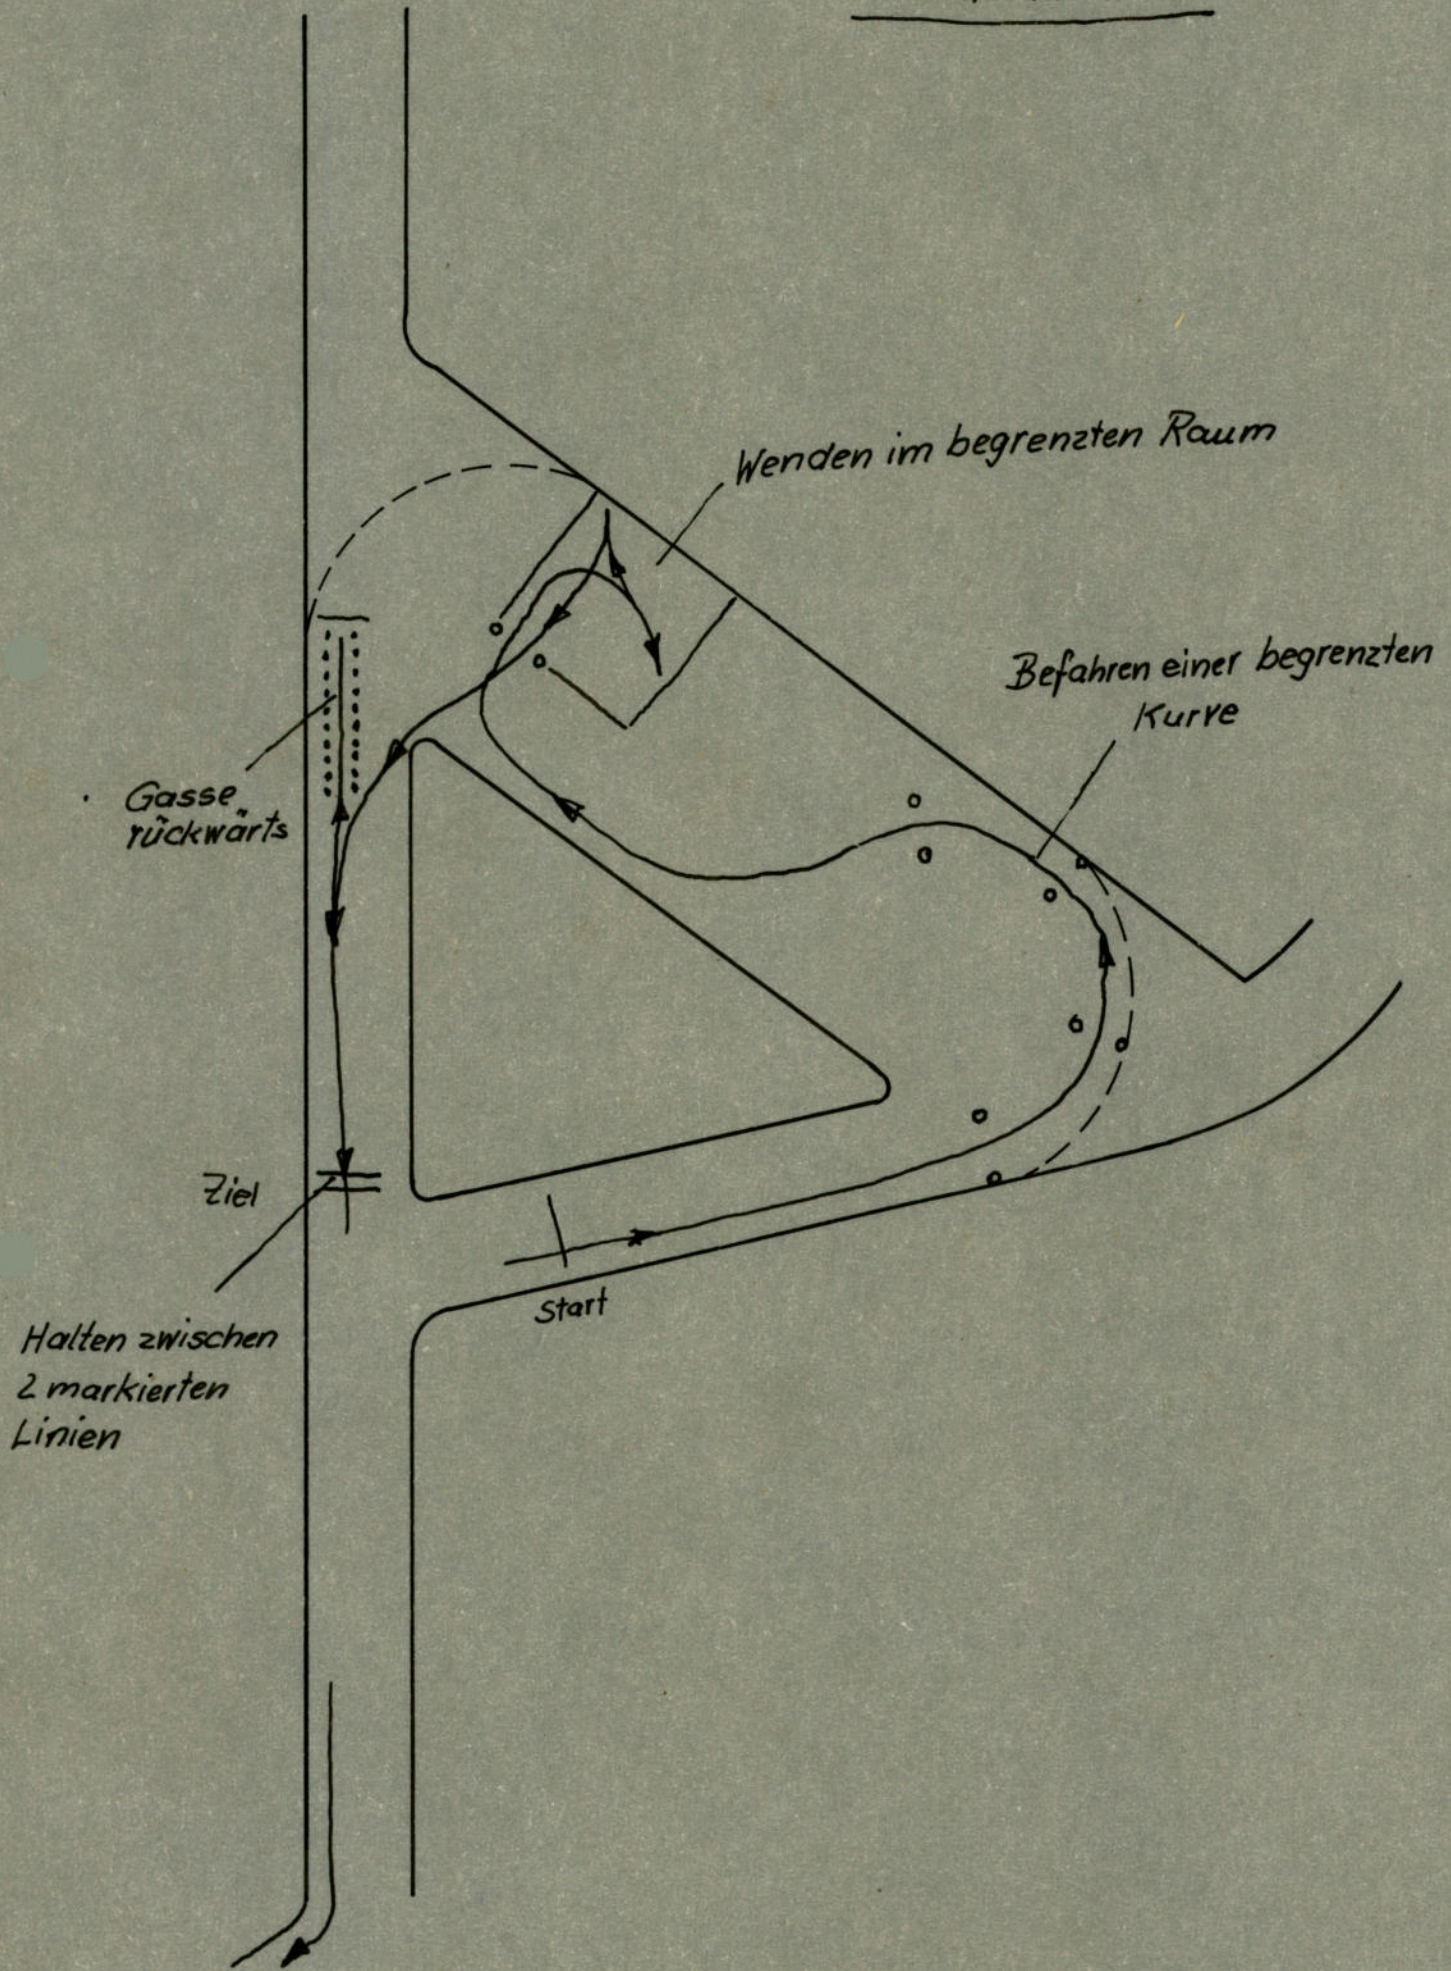 Wenden im begrenzten Raum
Befahren einer begrenzten
Kurve
Gasse
rückwärts
Ziel
Start
Halten zwischen
2 markierten
Linien